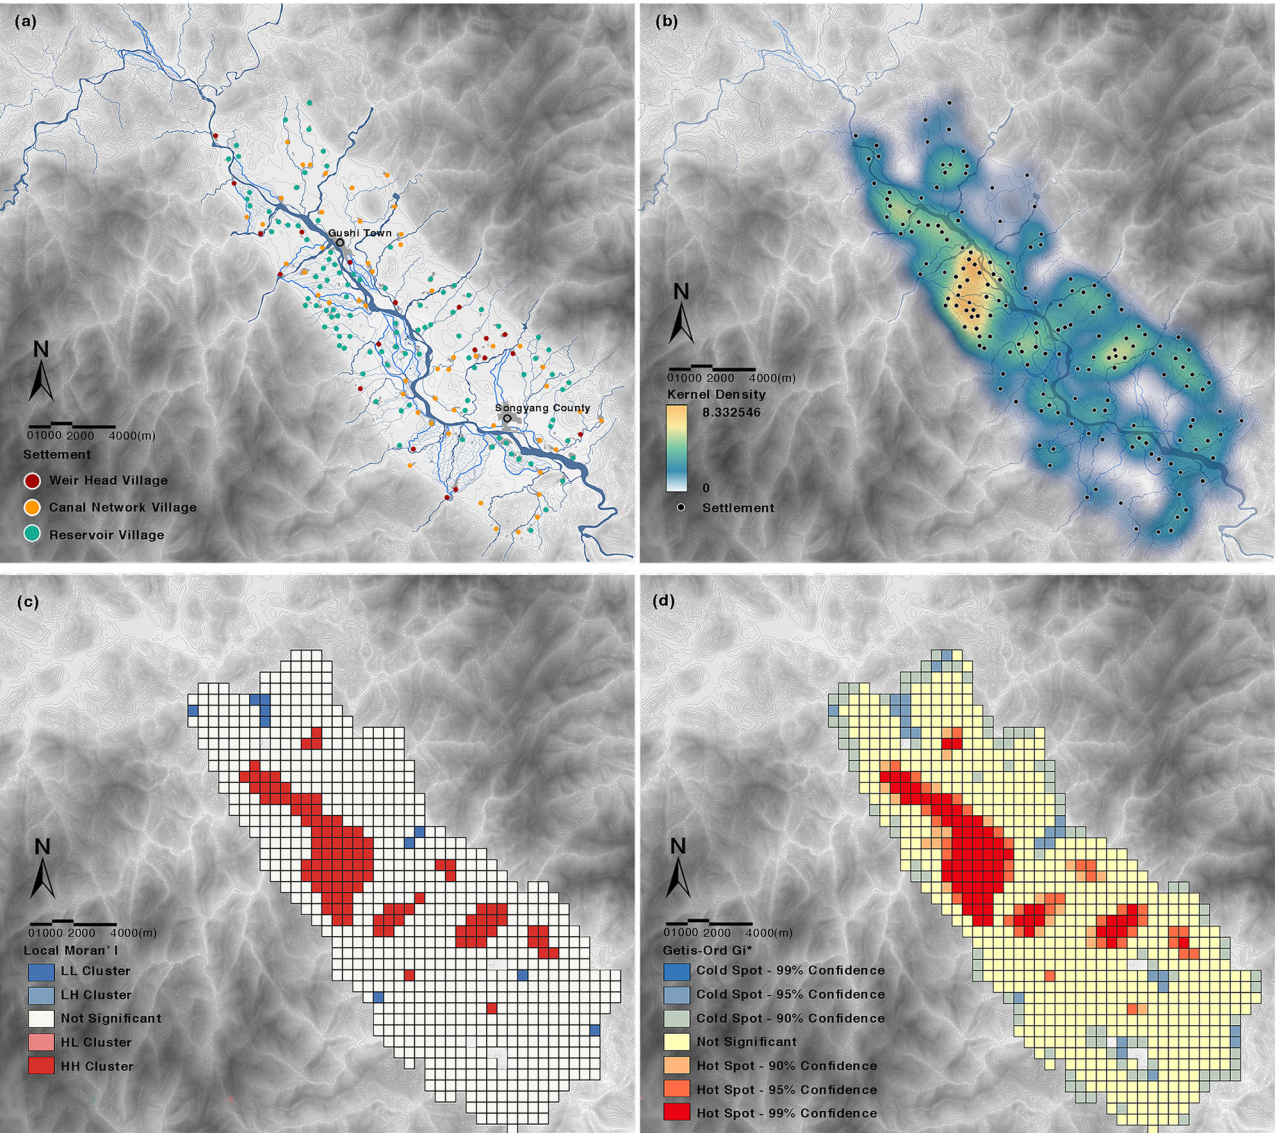 (a)
Gushi Town
Songyang County
N
01000 2000 4000(m)
Settlement
Weir Head Village
Canal Network Village
Reservoir Village
(b)
N
01000 2000 4000(m)
Kernel Density
8.332546
0
Settlement
(c)
N
01000 2000 4000(m)
Local Moran' I
LL Cluster
LH Cluster
Not Significant
HL Cluster
HH Cluster
(d)
N
01000 2000 4000(m)
Getis-Ord Gi*
Cold Spot - 99% Confidence
Cold Spot - 95% Confidence
Cold Spot - 90% Confidence
Not Significant
Hot Spot - 90% Confidence
Hot Spot - 95% Confidence
Hot Spot - 99% Confidence